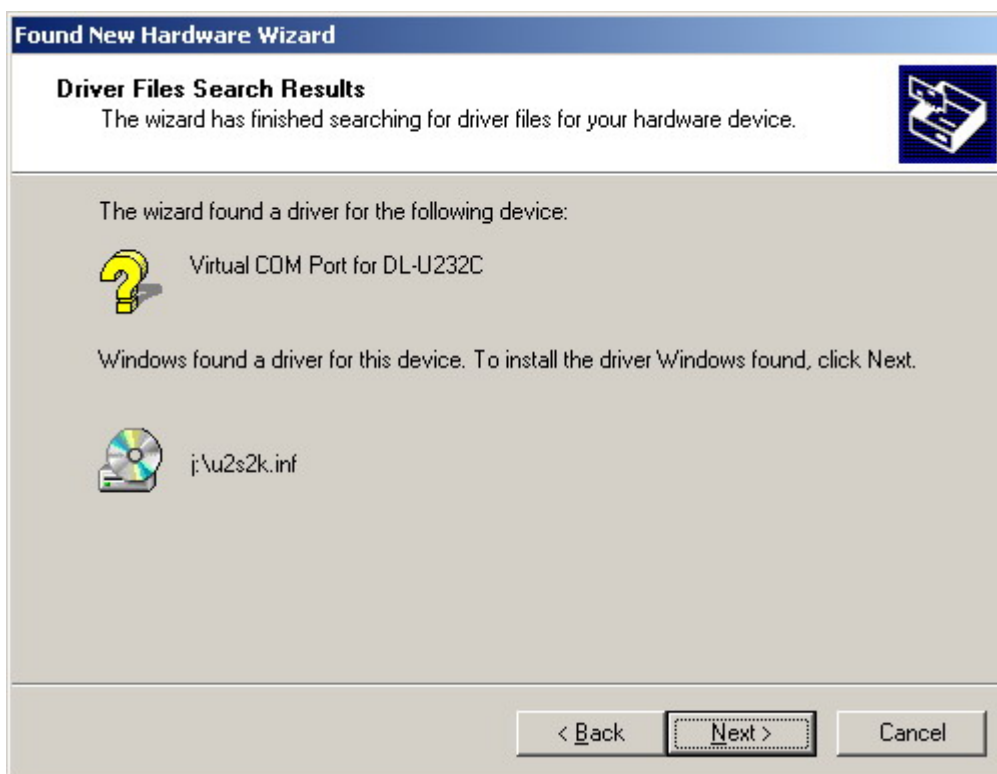 Found New Hardware Wizard
Driver Files Search Results
The wizard has finished searching for driver files for your hardware device.
The wizard found a driver for the following device:
Virtual COM Port for DL-U232C
Windows found a driver for this device. To install the driver Windows found, click Next.
j:\u2s2k.inf
< Back Next > Cancel